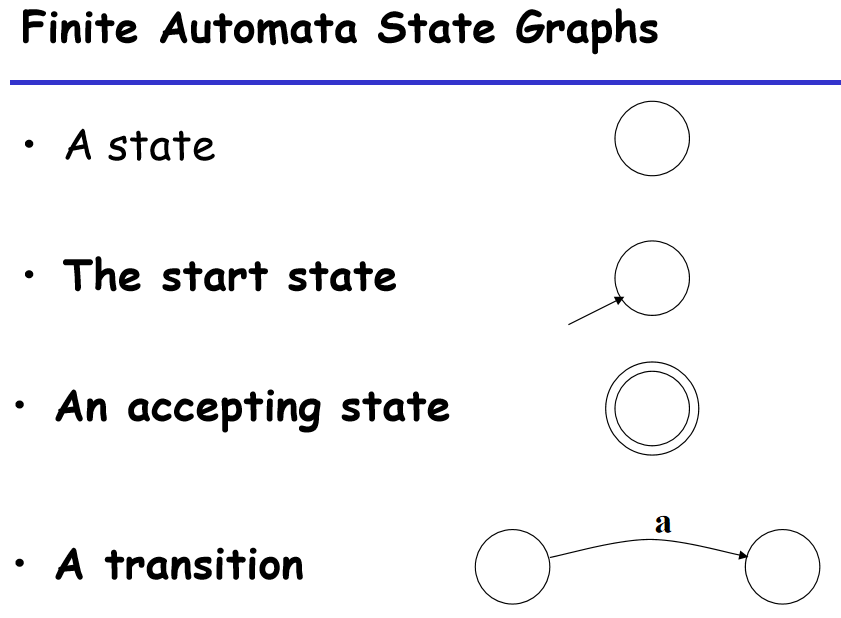 Finite Automata State Graphs
• A state
• The start state
• An accepting state
a
• A transition